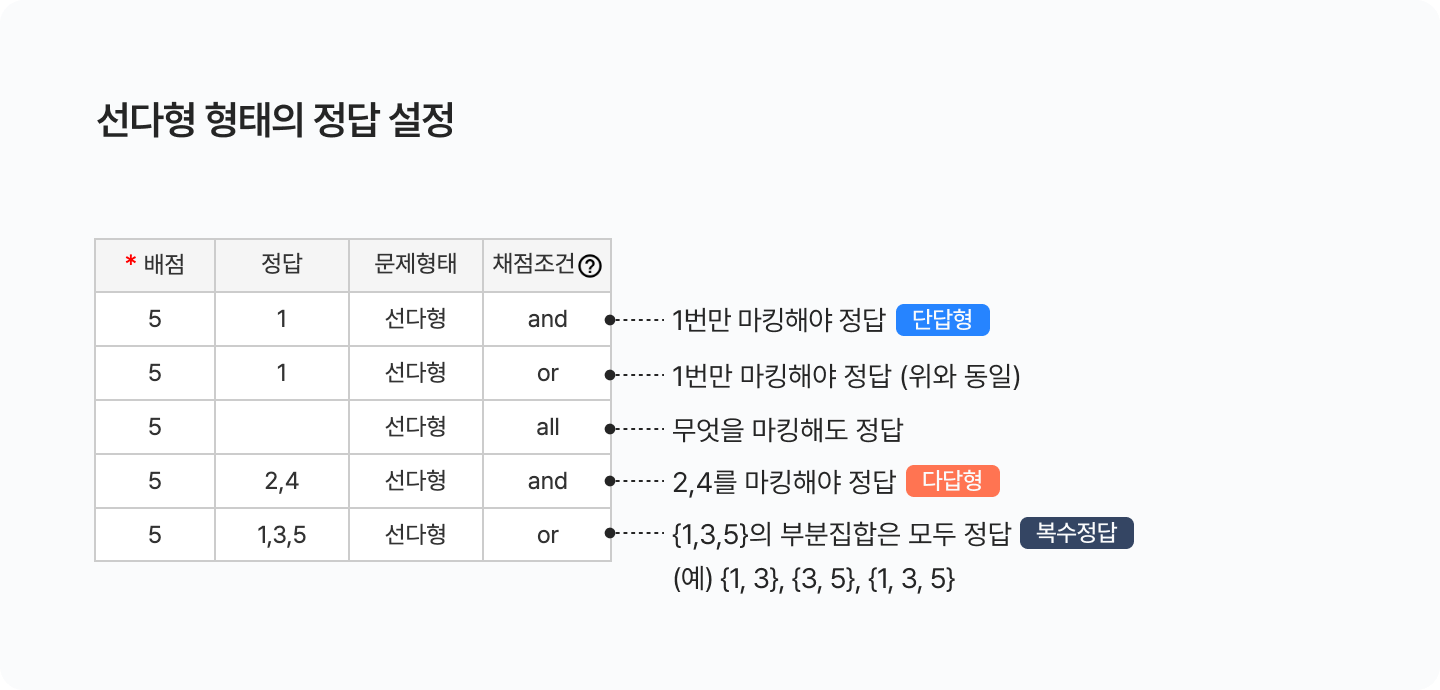 선다형 형태의 정답 설정
* 배점 정답 문제형태 채점조건 ?
5 1 선다형 and 1번만 마킹해야 정답 단답형
5 1 선다형 or 1번만 마킹해야 정답 (위와 동일)
5 선다형 all 무엇을 마킹해도 정답
5 2,4 선다형 and 2,4를 마킹해야 정답 다답형
5 1,3,5 선다형 or {1,3,5}의 부분집합은 모두 정답 복수정답
(예) {1, 3}, {3, 5}, {1, 3, 5}